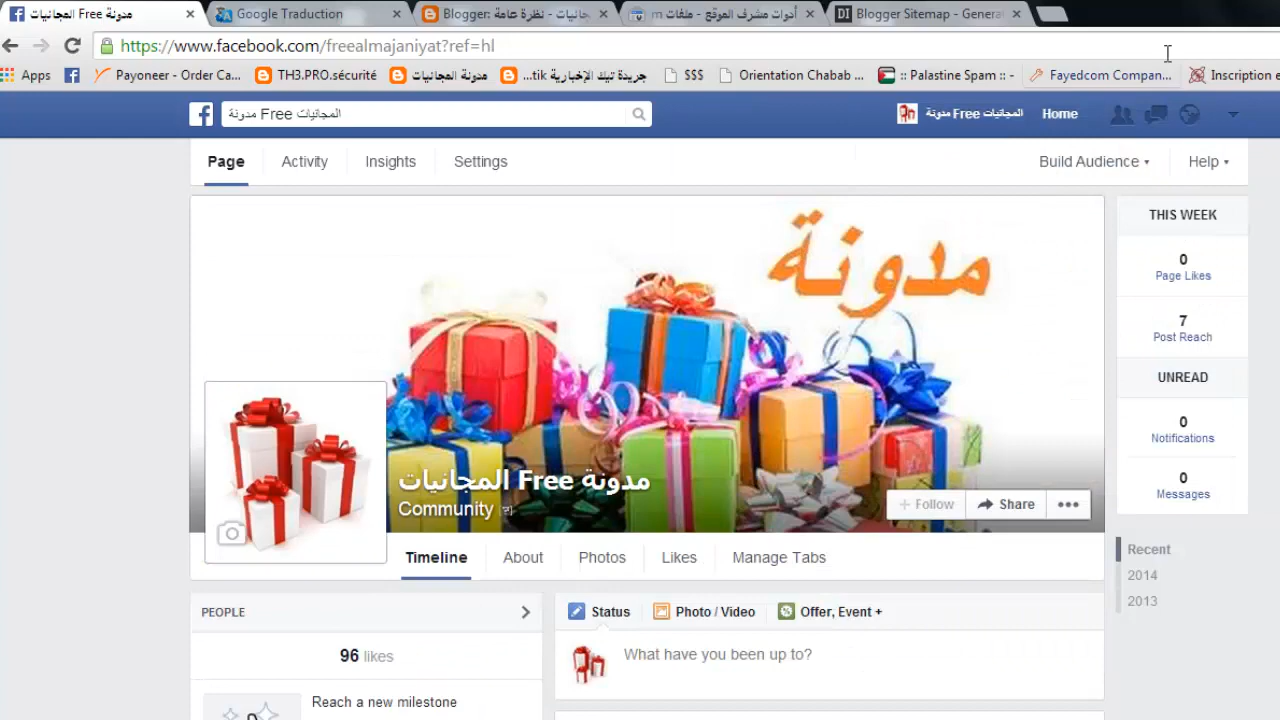 مدونة Free المجانيات
Google Traduction
Blogger: المجانيات - نظرة عامة
أدوات مشرف الموقع - ملفات m
Blogger Sitemap - Genera
https://www.facebook.com/freealmajaniyat?ref=hl
Apps
Payoneer - Order Ca...
TH3.PRO.sécurité
مدونة المجانيات
جريدة تيك الإخبارية tik...
$$$
Orientation Chabab ...
:: Palastine Spam :: -
Fayedcom Compan...
Inscription e
مدونة Free المجانيات
مدونة Free المجانيات
Home
Page
Activity
Insights
Settings
Build Audience
Help
مدونة
مدونة Free المجانيات
Community
+ Follow
Share
•••
THIS WEEK
0
Page Likes
7
Post Reach
UNREAD
0
Notifications
0
Messages
Timeline
About
Photos
Likes
Manage Tabs
Recent
2014
2013
PEOPLE
96 likes
Reach a new milestone
Status
Photo / Video
Offer, Event +
What have you been up to?